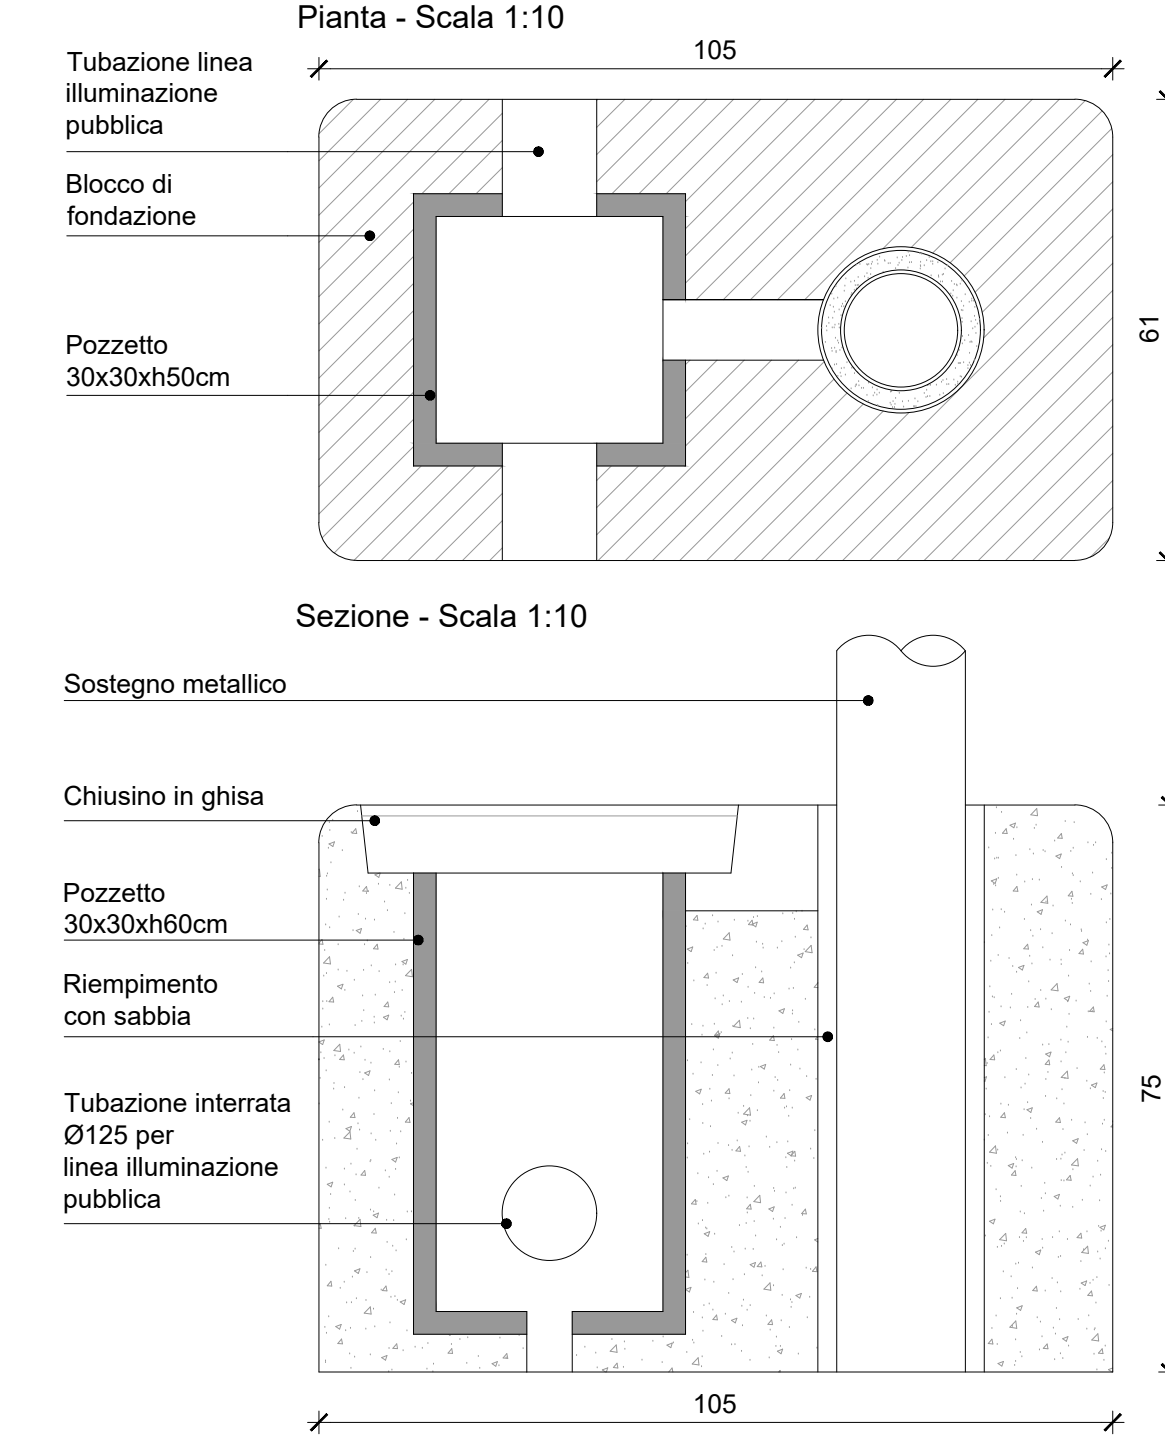 Pianta - Scala 1:10
105
Tubazione linea
illuminazione
pubblica
Blocco di
fondazione
61
Pozzetto
30x30xh50cm
Sezione - Scala 1:10
Sostegno metallico
Chiusino in ghisa
Pozzetto
30x30xh60cm
Riempimento
con sabbia
75
Tubazione interrata
Ø125 per
linea illuminazione
pubblica
105